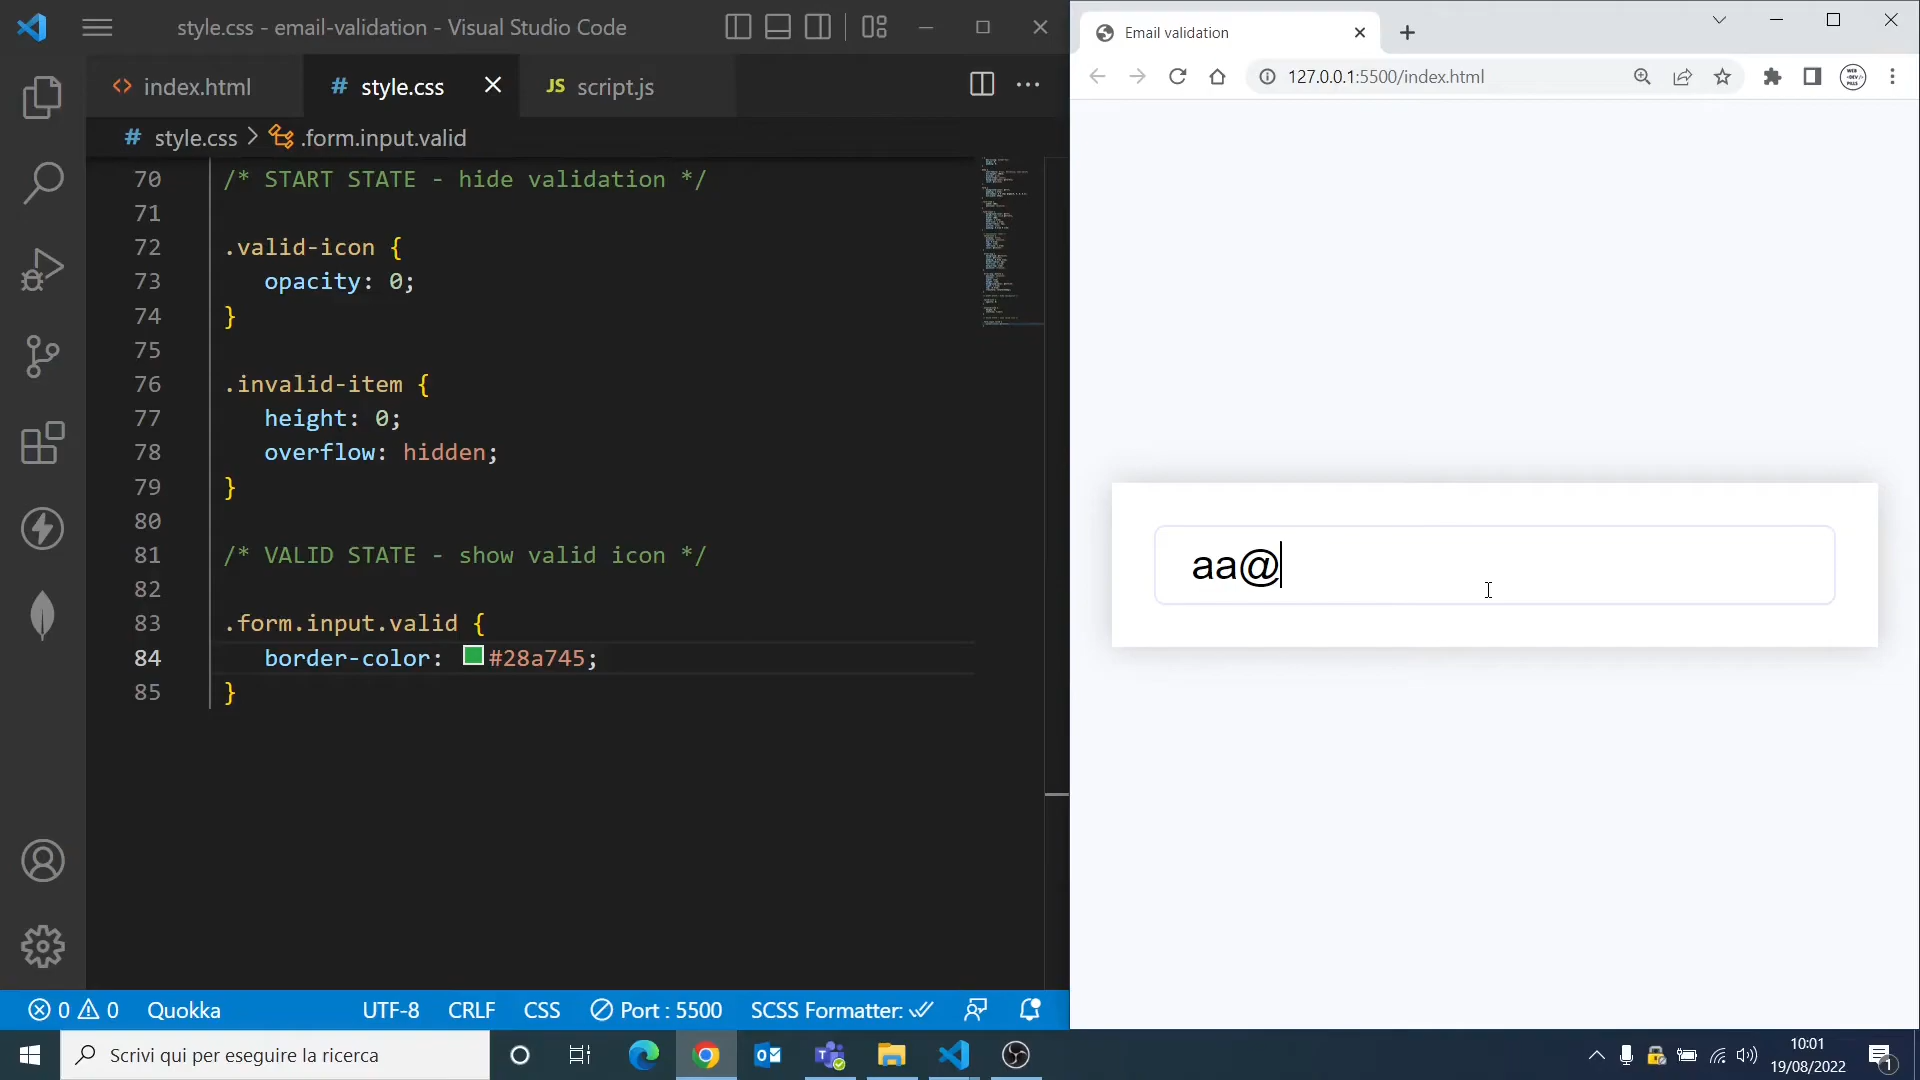 style.css - email-validation - Visual Studio Code
index.html
# style.css
JS script.js
# style.css > .form.input.valid
70 /* START STATE - hide validation */
71
72 .valid-icon {
73 opacity: 0;
74 }
75
76 .invalid-item {
77 height: 0;
78 overflow: hidden;
79 }
80
81 /* VALID STATE - show valid icon */
82
83 .form.input.valid {
84 border-color: #28a745;
85 }
0 0 Quokka UTF-8 CRLF CSS Port : 5500 SCSS Formatter:
Email validation
127.0.0.1:5500/index.html
aa@
Scrivi qui per eseguire la ricerca
10:01
19/08/2022
1